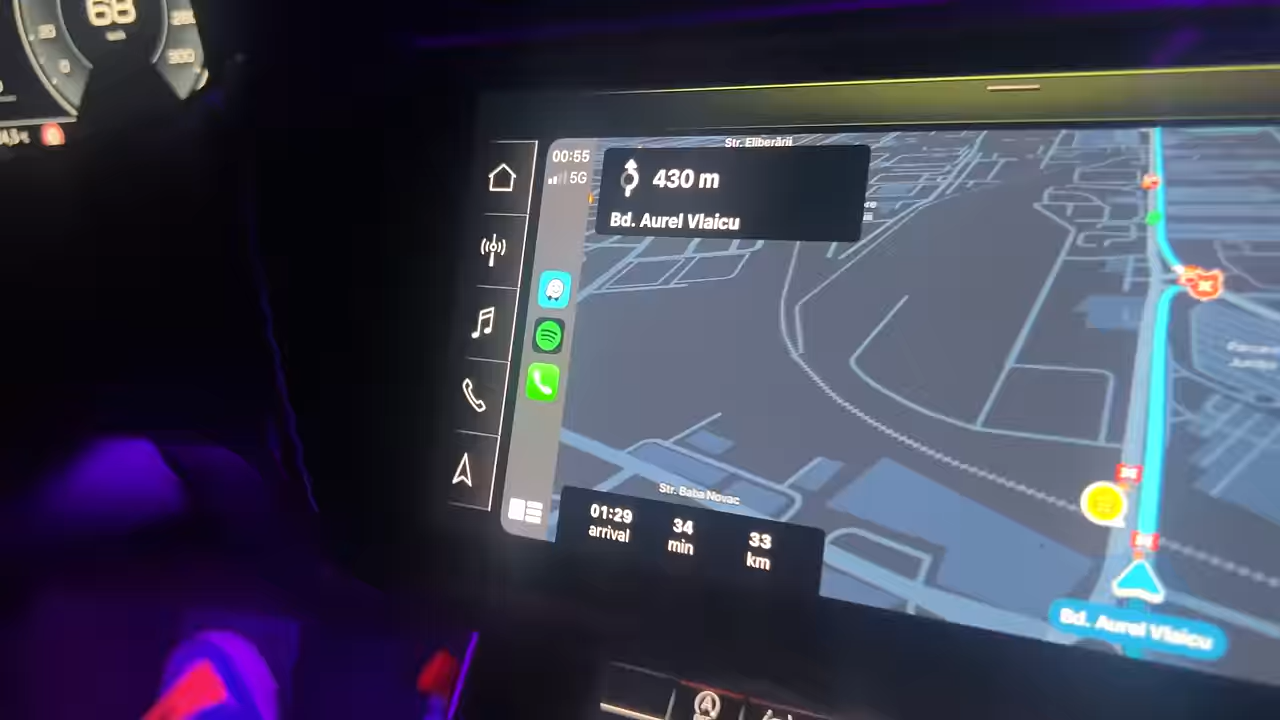 68
300
Str. Eliberării
00:55
5G
430 m
Bd. Aurel Vlaicu
Str. Baba Novac
01:29
arrival
34
min
33
km
Bd. Aurel Vlaicu
A